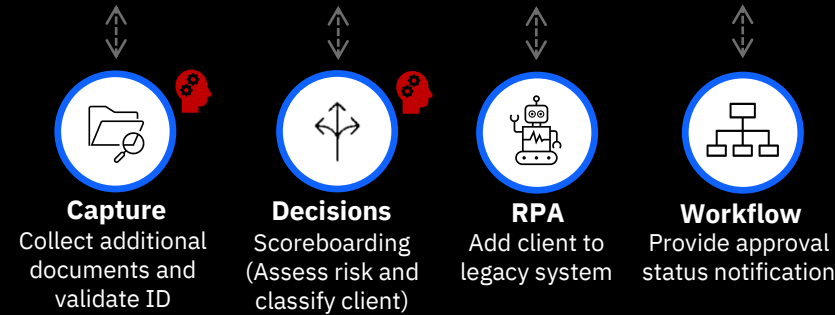 Capture
Collect additional
documents and
validate ID
Decisions
Scoreboarding
(Assess risk and
classify client)
RPA
Add client to
legacy system
Workflow
Provide approval
status notification